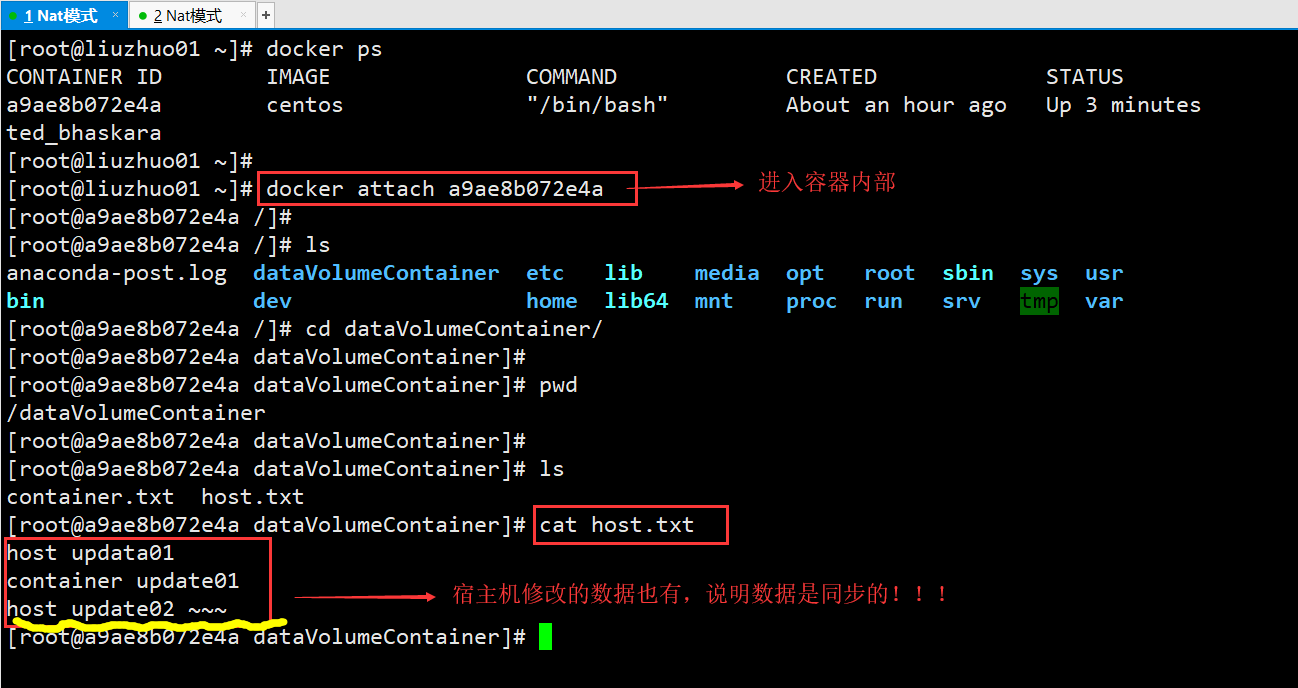 1 Nat模式 × 2 Nat模式 × +
[root@liuzhuo01 ~]# docker ps
CONTAINER ID IMAGE COMMAND CREATED STATUS
a9ae8b072e4a centos "/bin/bash" About an hour ago Up 3 minutes
ted_bhaskara
[root@liuzhuo01 ~]#
[root@liuzhuo01 ~]# docker attach a9ae8b072e4a 进入容器内部
[root@a9ae8b072e4a /]#
[root@a9ae8b072e4a /]# ls
anaconda-post.log dataVolumeContainer etc lib media opt root sbin sys usr
bin dev home lib64 mnt proc run srv tmp var
[root@a9ae8b072e4a /]# cd dataVolumeContainer/
[root@a9ae8b072e4a dataVolumeContainer]#
[root@a9ae8b072e4a dataVolumeContainer]# pwd
/dataVolumeContainer
[root@a9ae8b072e4a dataVolumeContainer]#
[root@a9ae8b072e4a dataVolumeContainer]# ls
container.txt host.txt
[root@a9ae8b072e4a dataVolumeContainer]# cat host.txt
host updata01
container update01
host update02 ~~~ 宿主机修改的数据也有，说明数据是同步的！！！
[root@a9ae8b072e4a dataVolumeContainer]#